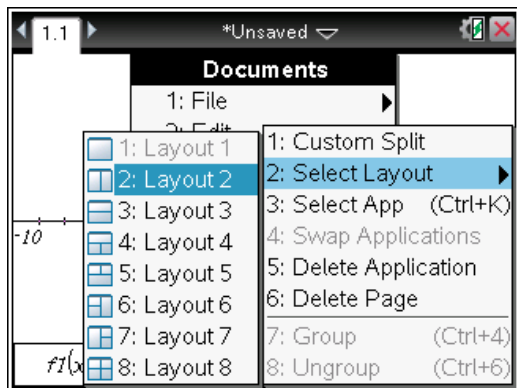 1.1
*Unsaved
Documents
1: File
2: Edit
1: Layout 1
2: Layout 2
3: Layout 3
4: Layout 4
5: Layout 5
6: Layout 6
7: Layout 7
8: Layout 8
1: Custom Split
2: Select Layout
3: Select App (Ctrl+K)
4: Swap Applications
5: Delete Application
6: Delete Page
7: Group (Ctrl+4)
8: Ungroup (Ctrl+6)
-10
f1(x